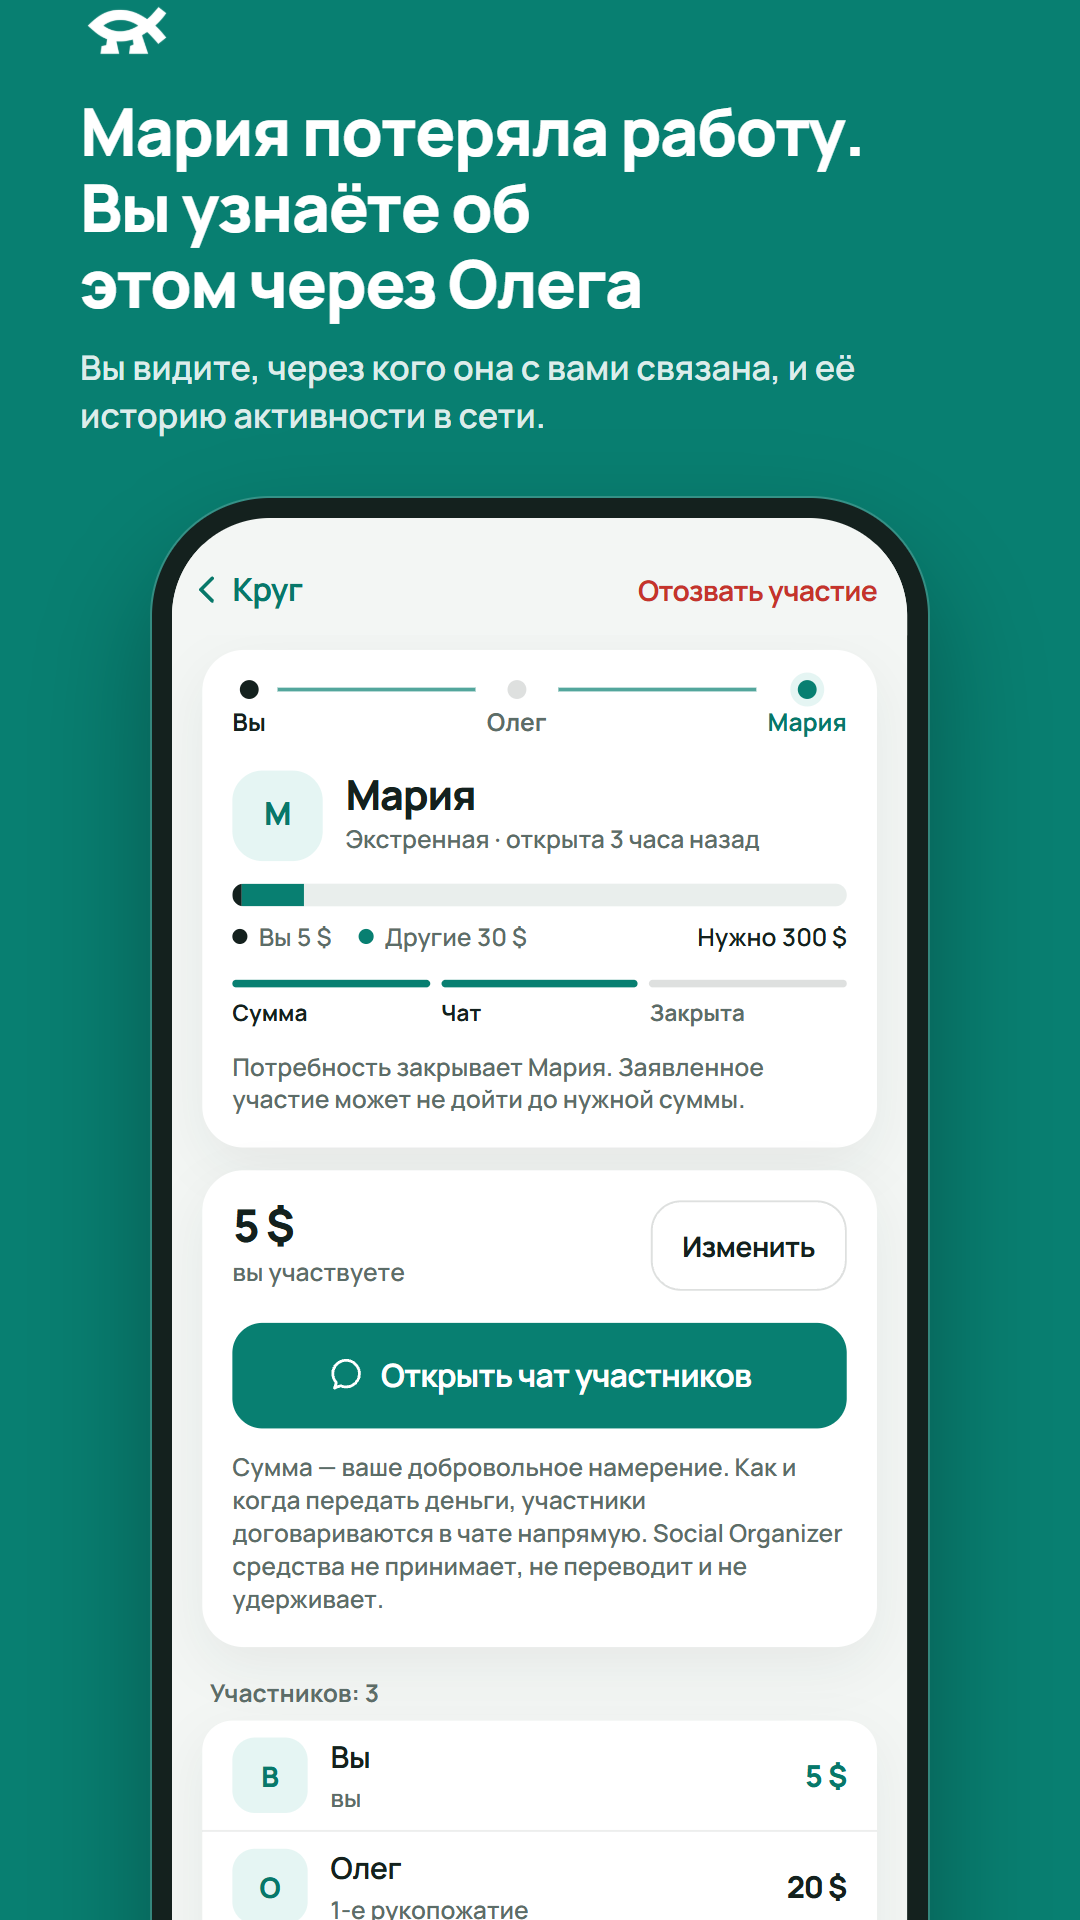 Мария потеряла работу.
Вы узнаёте об
этом через Олега
Вы видите, через кого она с вами связана, и её
историю активности в сети.
Круг
Отозвать участие
Вы
Олег
Мария
М
Мария
Экстренная · открыта 3 часа назад
Вы 5 $
Другие 30 $
Нужно 300 $
Сумма
Чат
Закрыта
Потребность закрывает Мария. Заявленное
участие может не дойти до нужной суммы.
5 $
вы участвуете
Изменить
Открыть чат участников
Сумма — ваше добровольное намерение. Как и
когда передать деньги, участники
договариваются в чате напрямую. Social Organizer
средства не принимает, не переводит и не
удерживает.
Участников: 3
В
Вы
вы
5 $
О
Олег
1-е рукопожатие
20 $